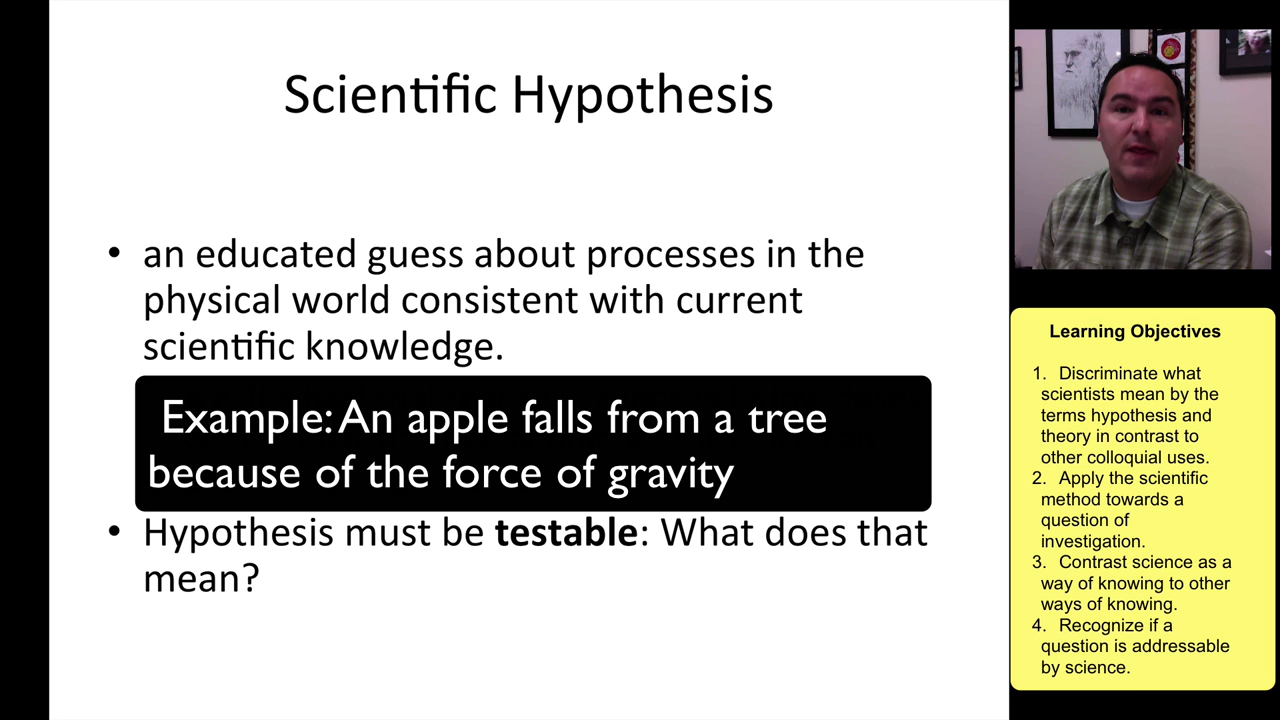 Scientific Hypothesis
• an educated guess about processes in the
physical world consistent with current
scientific knowledge.
Example: An apple falls from a tree
because of the force of gravity
• Hypothesis must be testable: What does that
mean?
Learning Objectives
1. Discriminate what
scientists mean by the
terms hypothesis and
theory in contrast to
other colloquial uses.
2. Apply the scientific
method towards a
question of
investigation.
3. Contrast science as a
way of knowing to other
ways of knowing.
4. Recognize if a
question is addressable
by science.